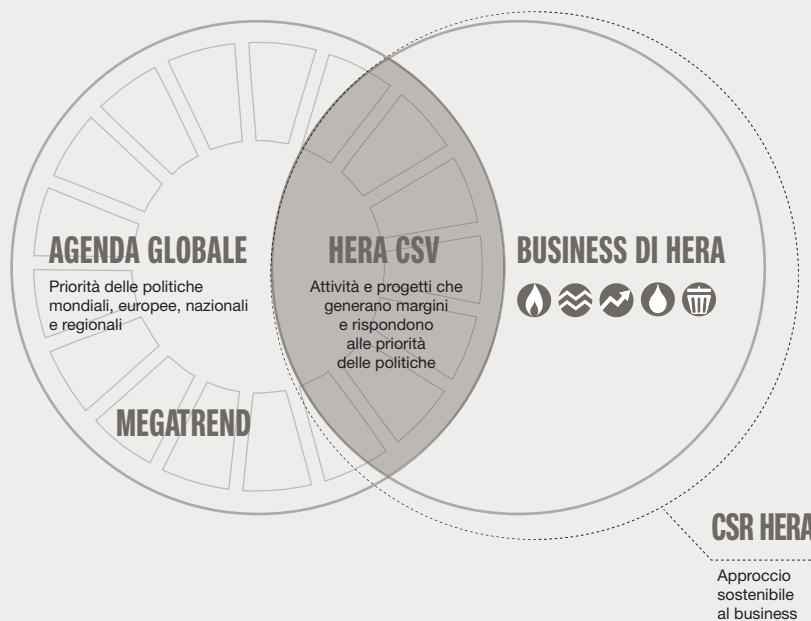 AGENDA GLOBALE
Priorità delle politiche
mondiali, europee, nazionali
e regionali
MEGATREND
HERA CSV
Attività e progetti che
generano margini
e rispondono
alle priorità
delle politiche
BUSINESS DI HERA
CSR HERA
Approccio
sostenibile
al business